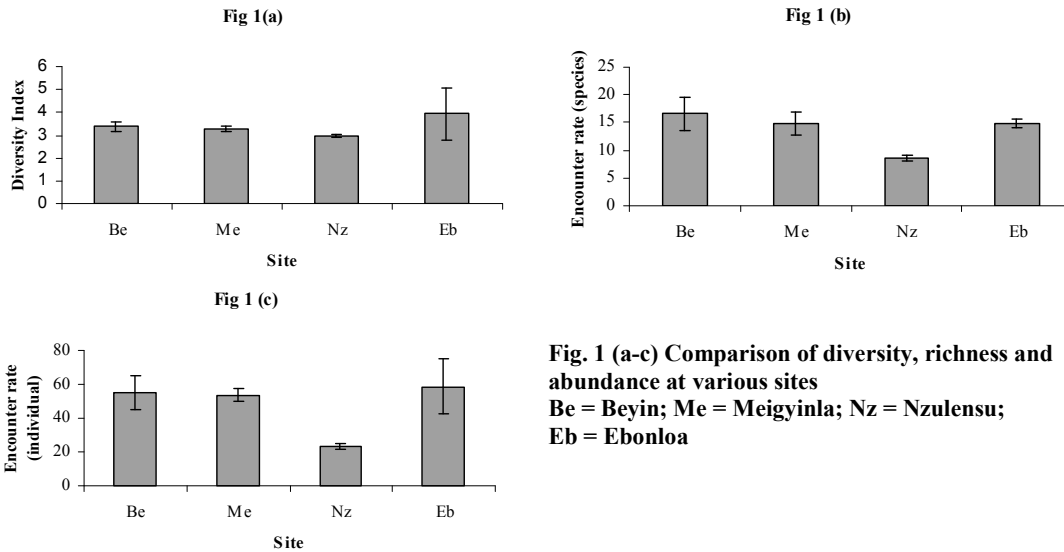 Fig 1(a)
Diversity Index
6
5
4
3
2
1
0
Be Me Nz Eb
Site
Fig 1 (b)
Encounter rate (species)
25
20
15
10
5
0
Be Me Nz Eb
Site
Fig 1 (c)
Encounter rate
(individual)
80
60
40
20
0
Be Me Nz Eb
Site
Fig. 1 (a-c) Comparison of diversity, richness and
abundance at various sites
Be = Beyin; Me = Meigyinla; Nz = Nzulensu;
Eb = Ebonloa